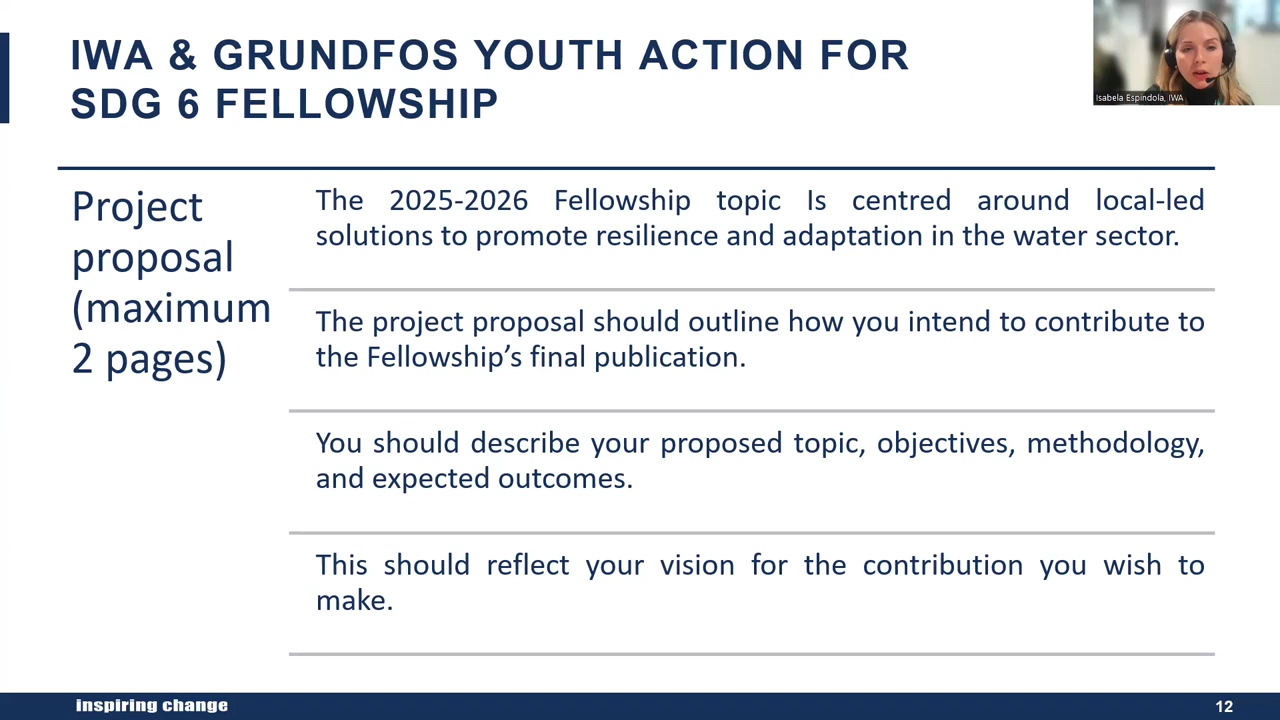 IWA & GRUNDFOS YOUTH ACTION FOR
SDG 6 FELLOWSHIP
Isabela Espíndola, IWA
Project
proposal
(maximum
2 pages)
The 2025-2026 Fellowship topic Is centred around local-led
solutions to promote resilience and adaptation in the water sector.
The project proposal should outline how you intend to contribute to
the Fellowship’s final publication.
You should describe your proposed topic, objectives, methodology,
and expected outcomes.
This should reflect your vision for the contribution you wish to
make.
inspiring change
12